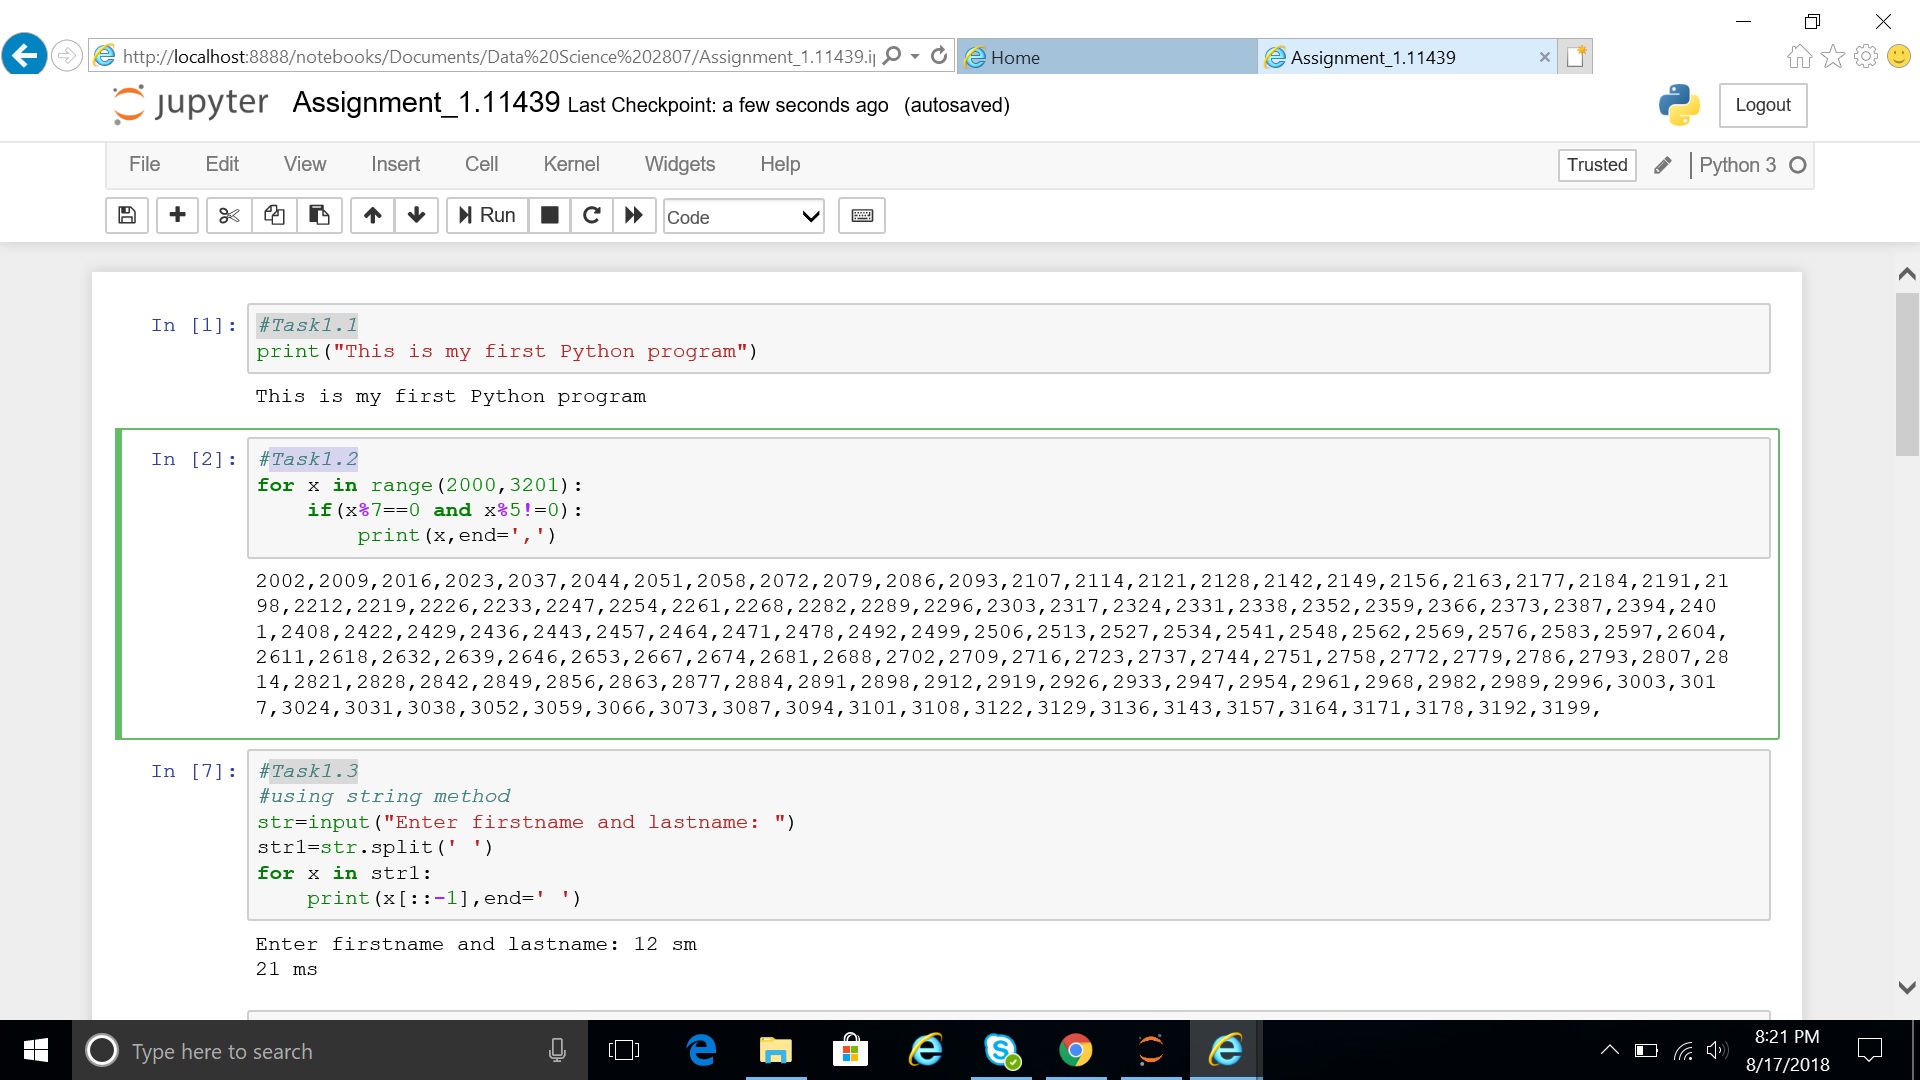 http://localhost:8888/notebooks/Documents/Data%20Science%202807/Assignment_1.11439.i
Home
Assignment_1.11439
jupyter Assignment_1.11439 Last Checkpoint: a few seconds ago (autosaved)
Logout
File Edit View Insert Cell Kernel Widgets Help
Trusted Python 3
Run Code
In [1]: #Task1.1
print("This is my first Python program")
This is my first Python program
In [2]: #Task1.2
for x in range(2000,3201):
if(x%7==0 and x%5!=0):
print(x,end=',')
2002,2009,2016,2023,2037,2044,2051,2058,2072,2079,2086,2093,2107,2114,2121,2128,2142,2149,2156,2163,2177,2184,2191,21
98,2212,2219,2226,2233,2247,2254,2261,2268,2282,2289,2296,2303,2317,2324,2331,2338,2352,2359,2366,2373,2387,2394,240
1,2408,2422,2429,2436,2443,2457,2464,2471,2478,2492,2499,2506,2513,2527,2534,2541,2548,2562,2569,2576,2583,2597,2604,
2611,2618,2632,2639,2646,2653,2667,2674,2681,2688,2702,2709,2716,2723,2737,2744,2751,2758,2772,2779,2786,2793,2807,28
14,2821,2828,2842,2849,2856,2863,2877,2884,2891,2898,2912,2919,2926,2933,2947,2954,2961,2968,2982,2989,2996,3003,301
7,3024,3031,3038,3052,3059,3066,3073,3087,3094,3101,3108,3122,3129,3136,3143,3157,3164,3171,3178,3192,3199,
In [7]: #Task1.3
#using string method
str=input("Enter firstname and lastname: ")
str1=str.split(' ')
for x in str1:
print(x[::-1],end=' ')
Enter firstname and lastname: 12 sm
21 ms
Type here to search
8:21 PM
8/17/2018